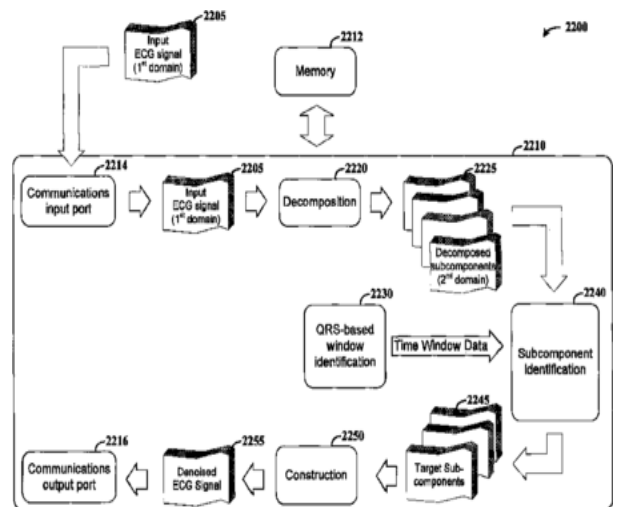 2205
Input
ECG signal
(1st domain)
2212
Memory
2200
2210
2214
Communications
input port
2205
Input
ECG signal
(1st domain)
2220
Decomposition
2225
Decomposed
subcomponents
(2nd domain)
2230
QRS-based
window
identification
Time Window Data
2240
Subcomponent
Identification
2245
Target Sub-
components
2250
Construction
2255
Denoised
ECG Signal
2216
Communications
output port